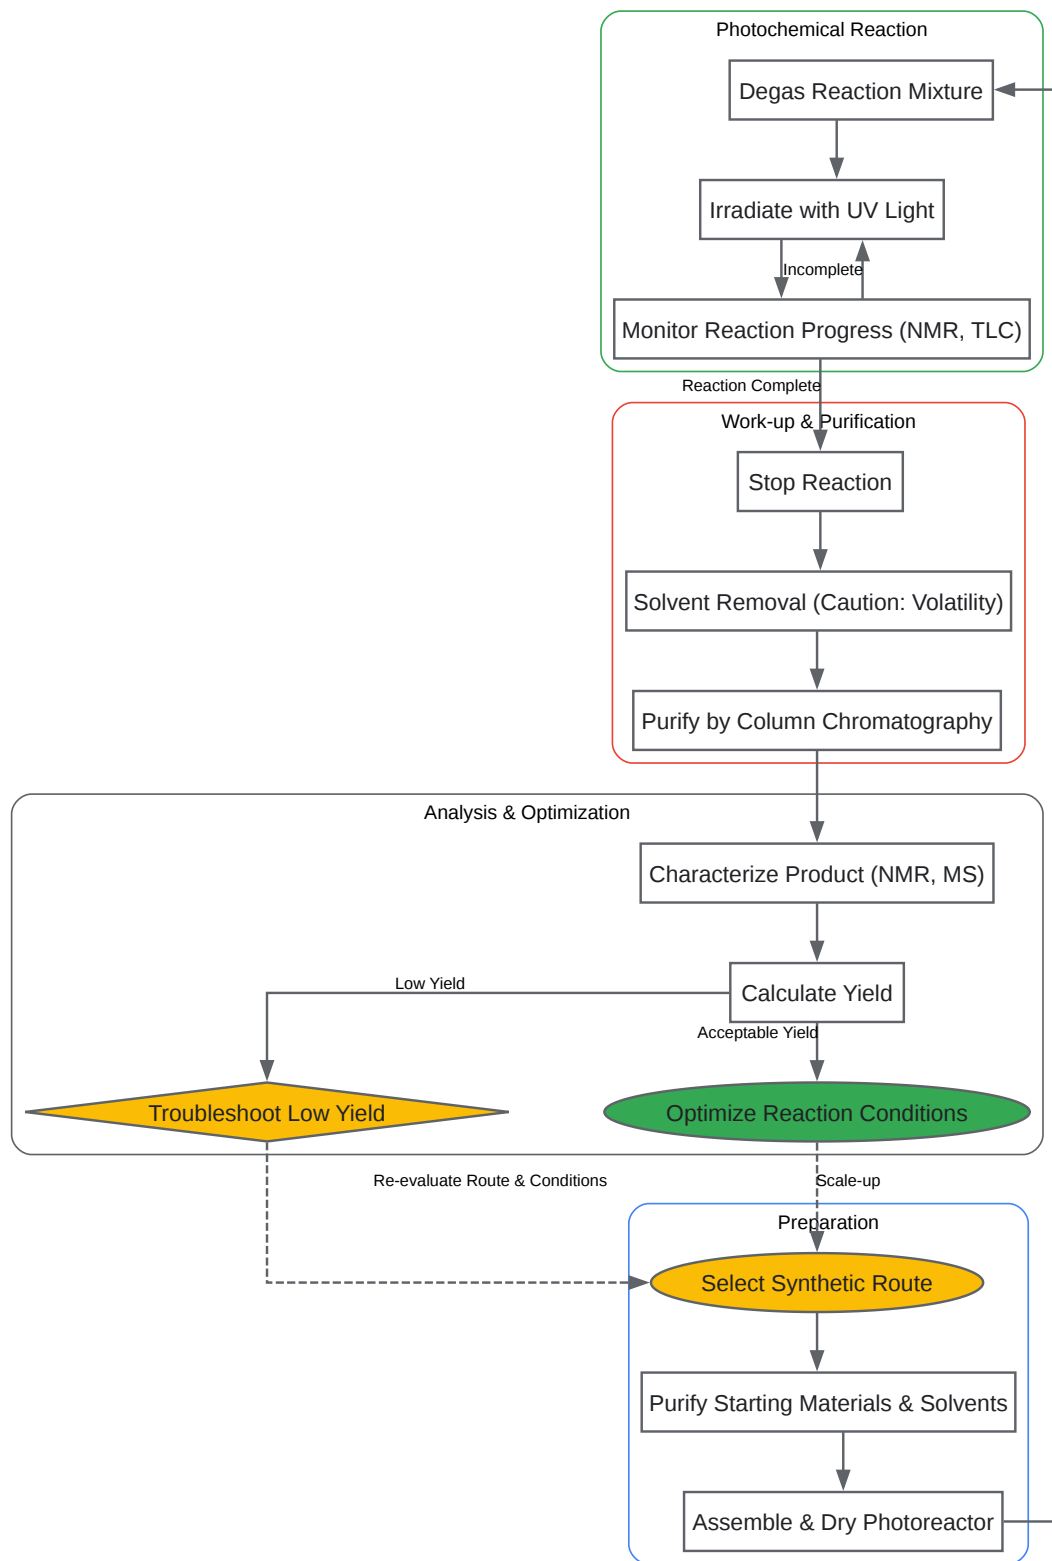 Photochemical Reaction
Degas Reaction Mixture
Irradiate with UV Light
Incomplete
Monitor Reaction Progress (NMR, TLC)
Reaction Complete
Work-up & Purification
Stop Reaction
Solvent Removal (Caution: Volatility)
Purify by Column Chromatography
Analysis & Optimization
Characterize Product (NMR, MS)
Low Yield
Calculate Yield
Acceptable Yield
Troubleshoot Low Yield
Optimize Reaction Conditions
Re-evaluate Route & Conditions
Scale-up
Preparation
Select Synthetic Route
Purify Starting Materials & Solvents
Assemble & Dry Photoreactor